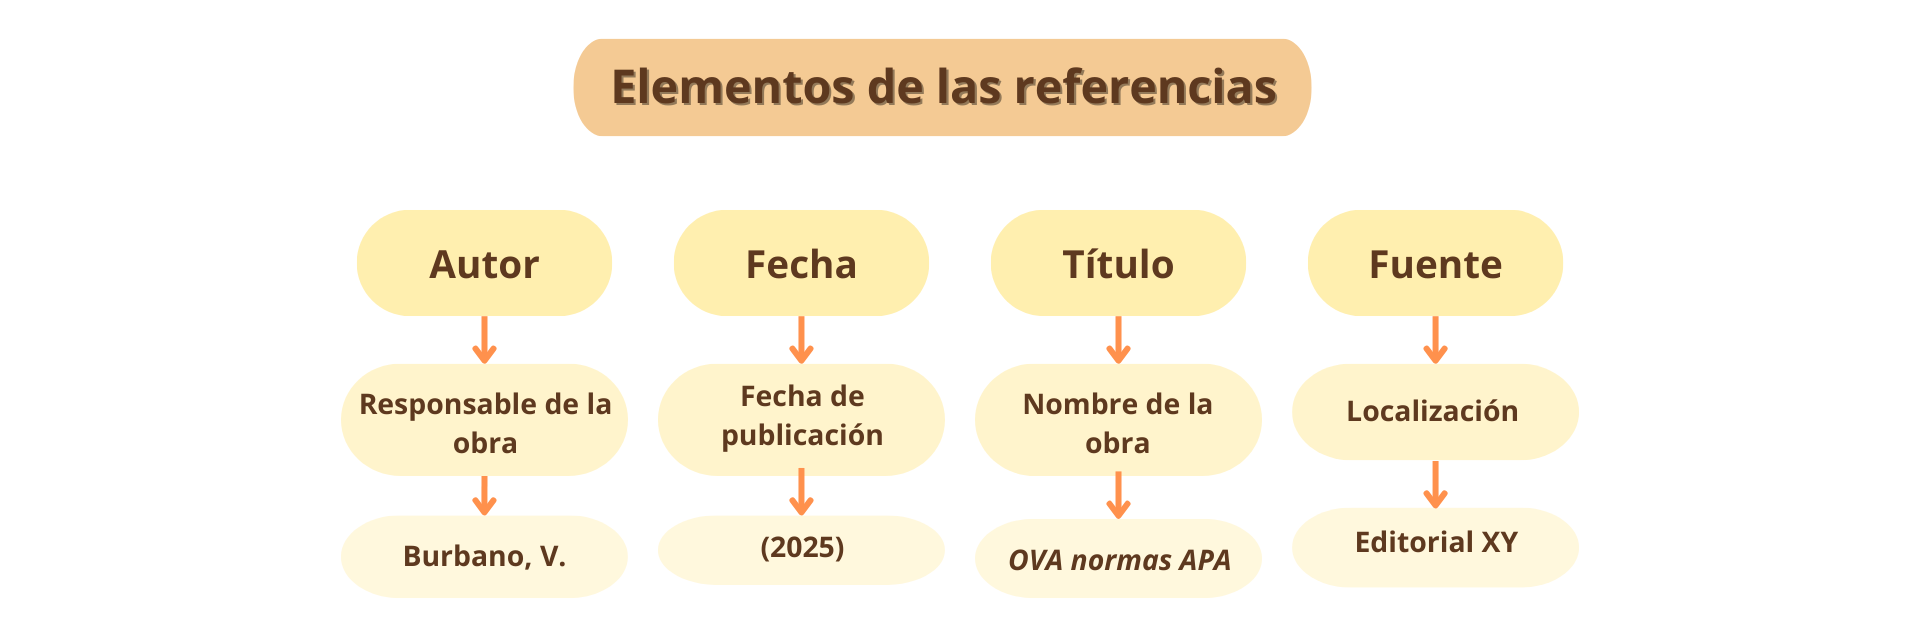 Elementos de las referencias
Autor
Fecha
Título
Fuente
Responsable de la
obra
Fecha de
publicación
Nombre de la
obra
Localización
Burbano, V.
(2025)
OVA normas APA
Editorial XY